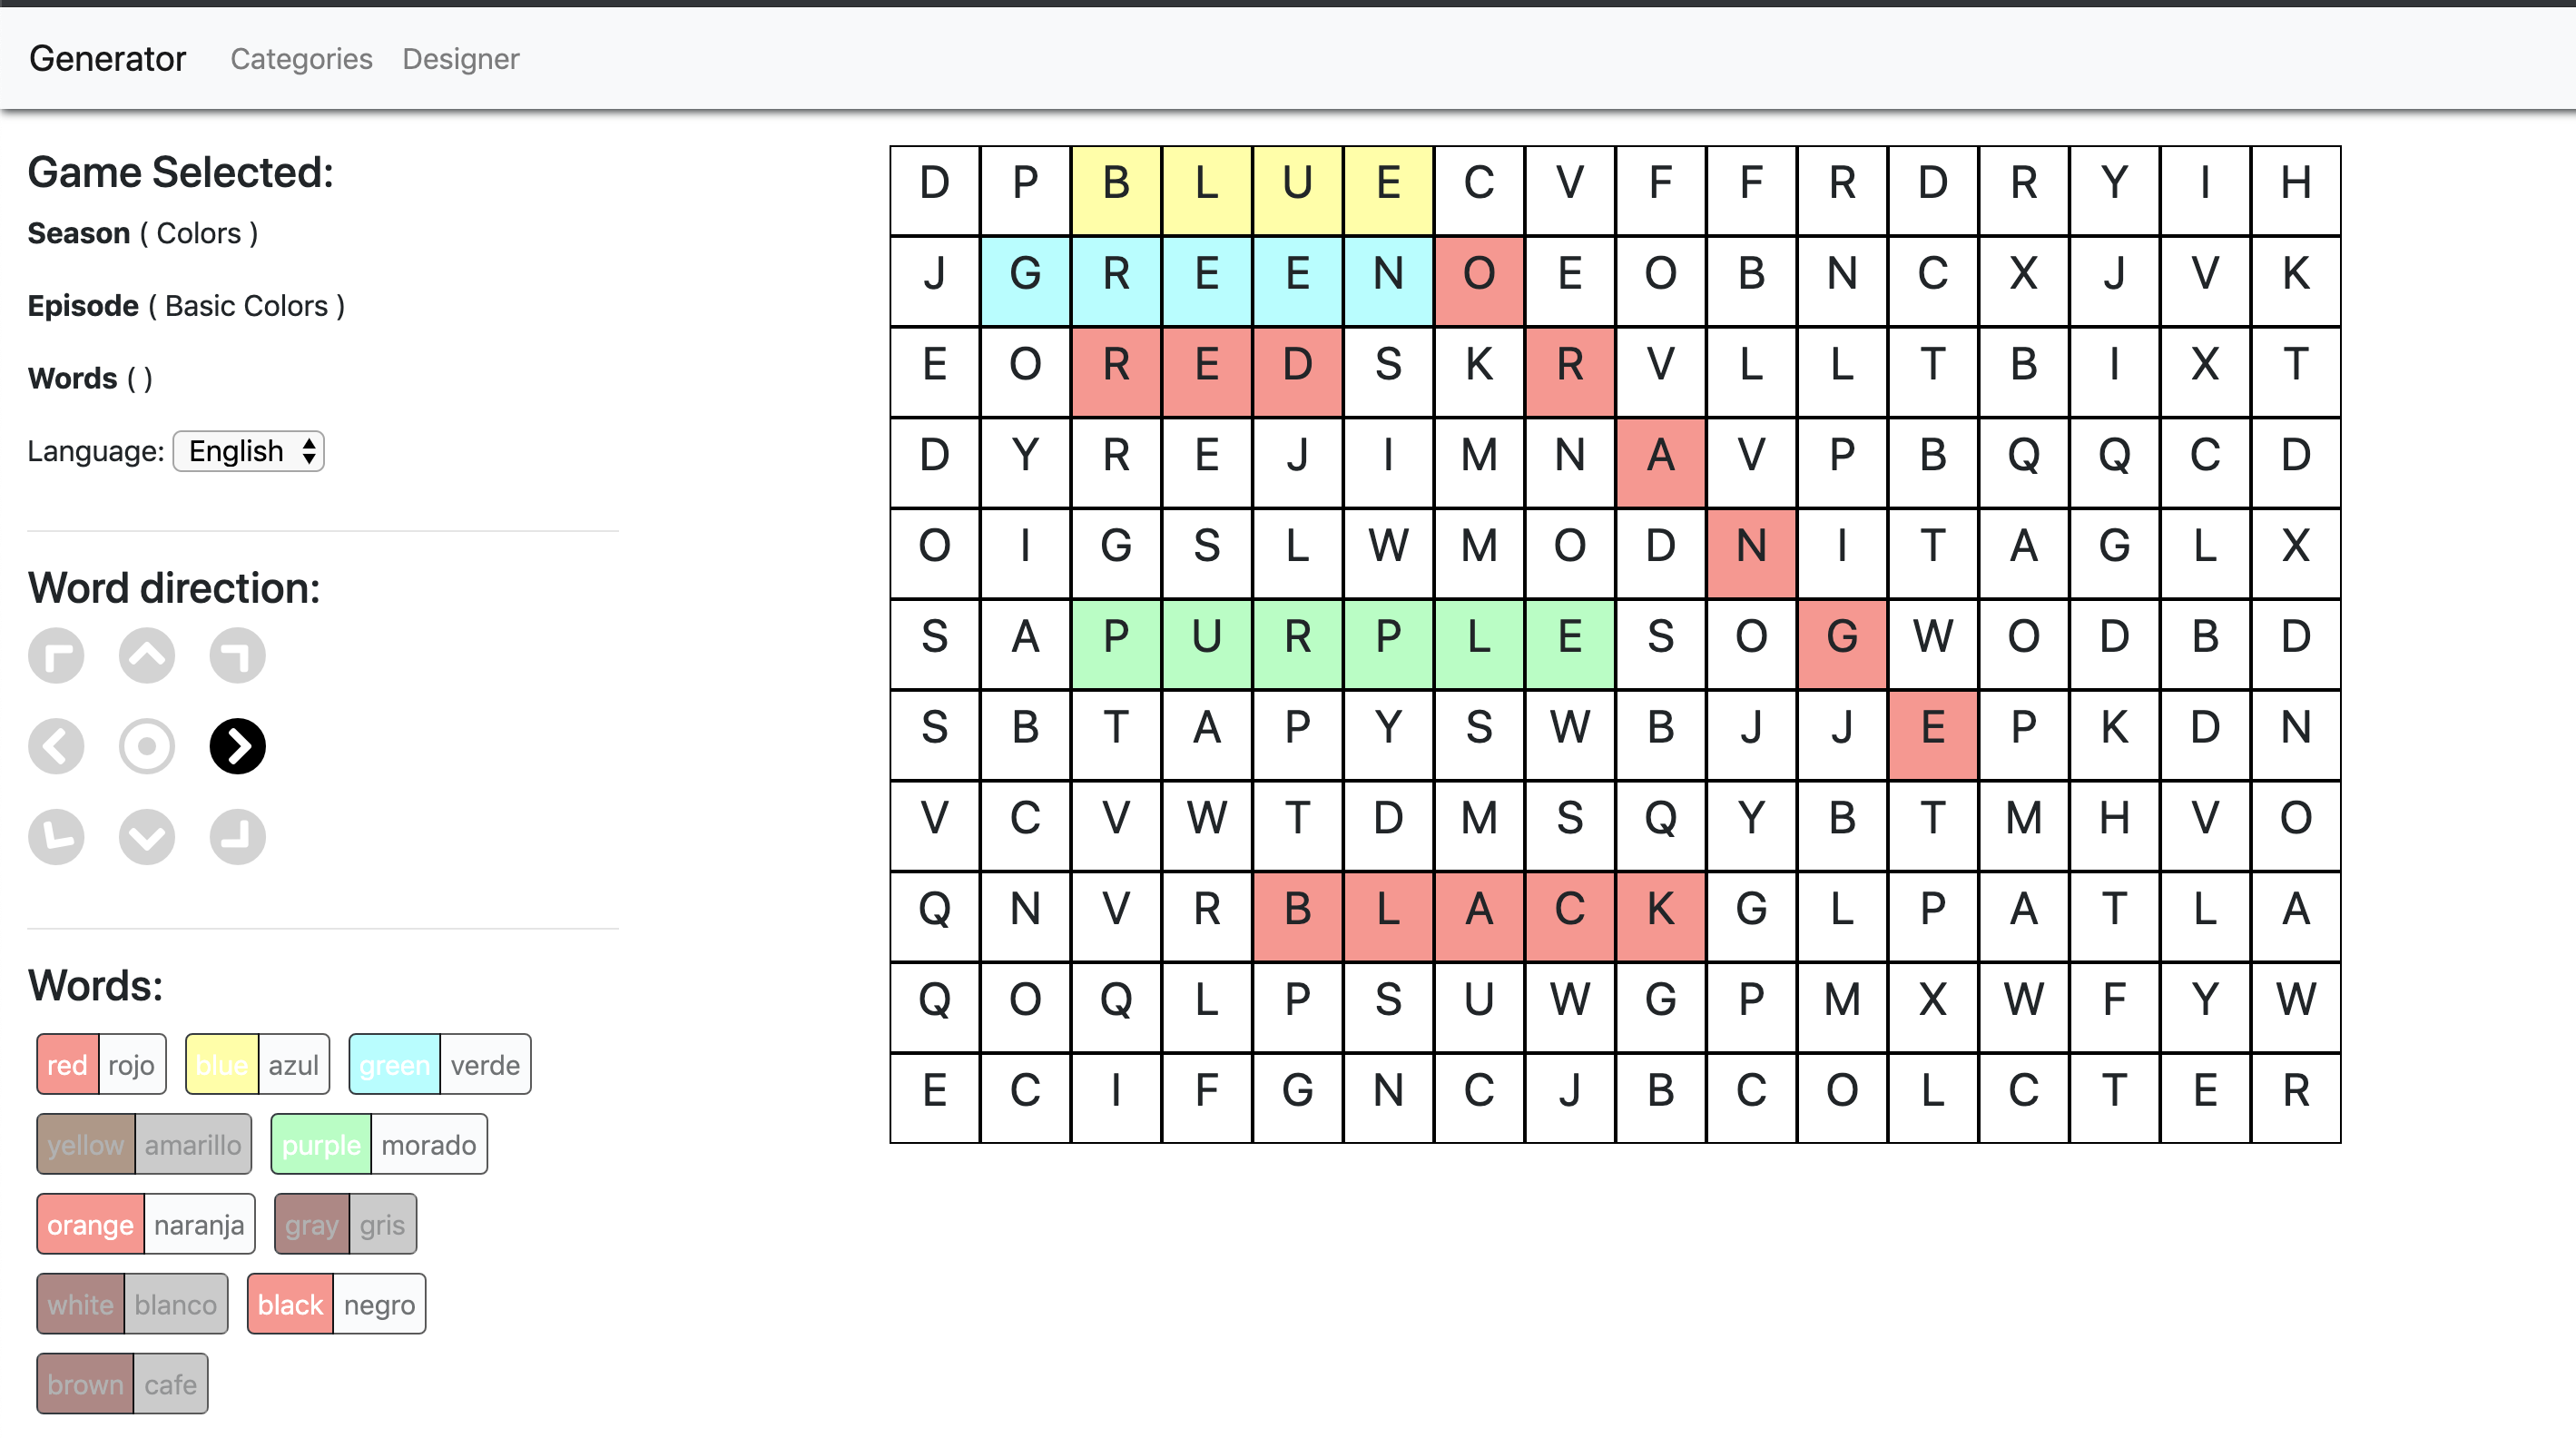 Generator Categories Designer
Game Selected:
Season ( Colors )
Episode ( Basic Colors )
Words ( )
Language: English
Word direction:
Words:
red rojo blue azul green verde
yellow amarillo purple morado
orange naranja gray gris
white blanco black negro
brown cafe
D P B L U E C V F F R D R Y I H
J G R E E N O E O B N C X J V K
E O R E D S K R V L L T B I X T
D Y R E J I M N A V P B Q Q C D
O I G S L W M O D N I T A G L X
S A P U R P L E S O G W O D B D
S B T A P Y S W B J J E P K D N
V C V W T D M S Q Y B T M H V O
Q N V R B L A C K G L P A T L A
Q O Q L P S U W G P M X W F Y W
E C I F G N C J B C O L C T E R